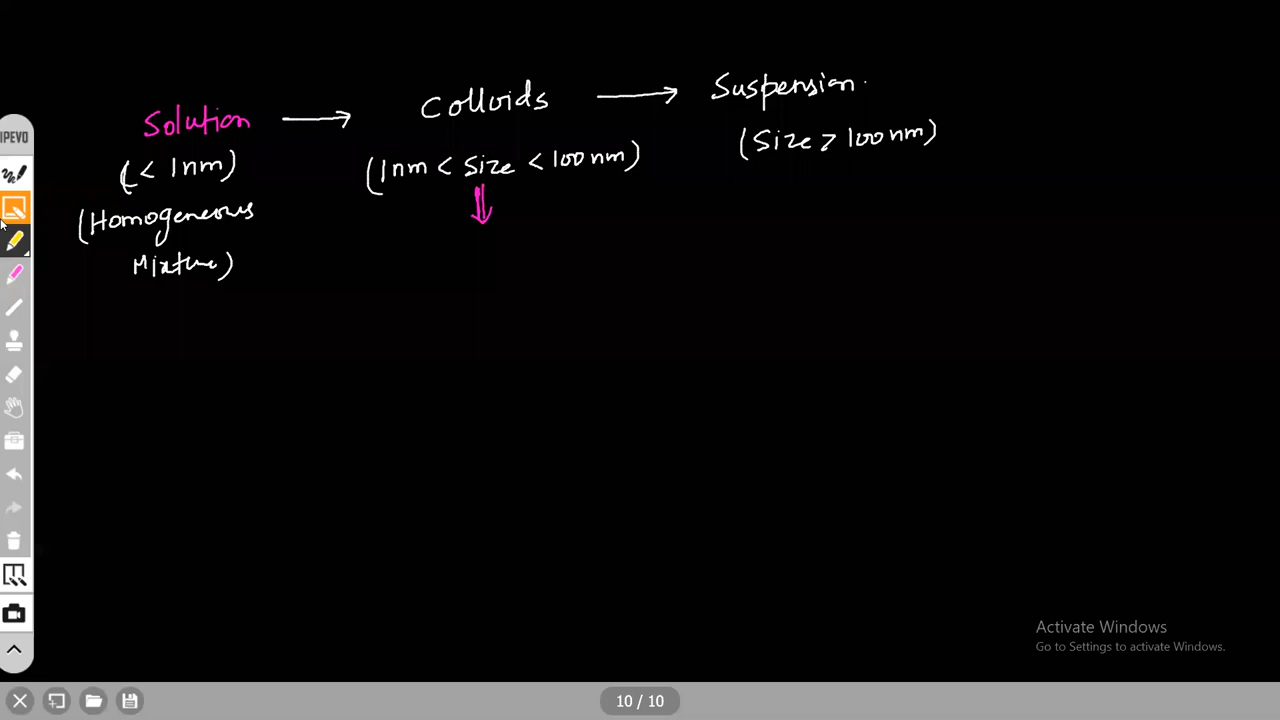 Solution → Colloids → Suspension.
(< 1nm) (1nm < Size < 100nm) (Size > 100nm)
(Homogeneous
Mixture)
IPEVO
Activate Windows
Go to Settings to activate Windows.
10 / 10